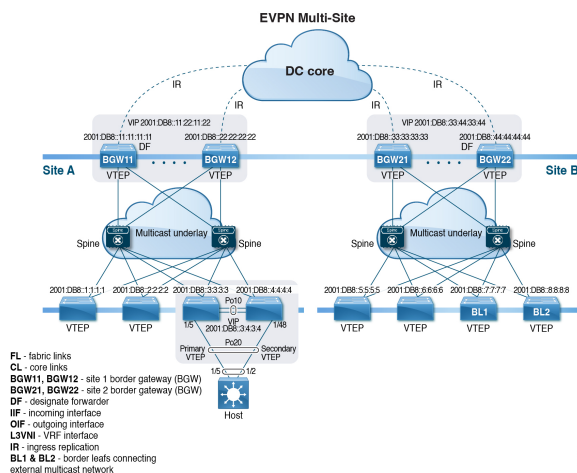 EVPN Multi-Site
DC core
IR
IR
IR
IR
VIP 2001:DB8::11:22:11:22
VIP 2001:DB8::33:44:33:44
2001:DB8::11:11:11:11
2001:DB8::22:22:22:22
2001:DB8::33:33:33:33
2001:DB8::44:44:44:44
DF
DF
BGW11
BGW12
BGW21
BGW22
Site A
VTEP
VTEP
VTEP
VTEP
Site B
Spine
Spine
Spine
Spine
Multicast underlay
Multicast underlay
Spine
Spine
Spine
Spine
2001:DB8::1:1:1:1
2001:DB8::2:2:2:2
2001:DB8::3:3:3:3
2001:DB8::4:4:4:4
2001:DB8::5:5:5:5
2001:DB8::6:6:6:6
2001:DB8::7:7:7:7
2001:DB8::8:8:8:8
Po10
BL1
BL2
VTEP
VTEP
1/5
VIP
1/48
VTEP
VTEP
VTEP
VTEP
2001:DB8::3:4:3:4
Po20
Primary VTEP
Secondary VTEP
1/5
1/2
Host
FL - fabric links
CL - core links
BGW11, BGW12 - site 1 border gateway (BGW)
BGW21, BGW22 - site 2 border gateway (BGW)
DF - designate forwarder
IIF - incoming interface
OIF - outgoing interface
L3VNI - VRF interface
IR - ingress replication
BL1 & BL2 - border leafs connecting
external multicast network